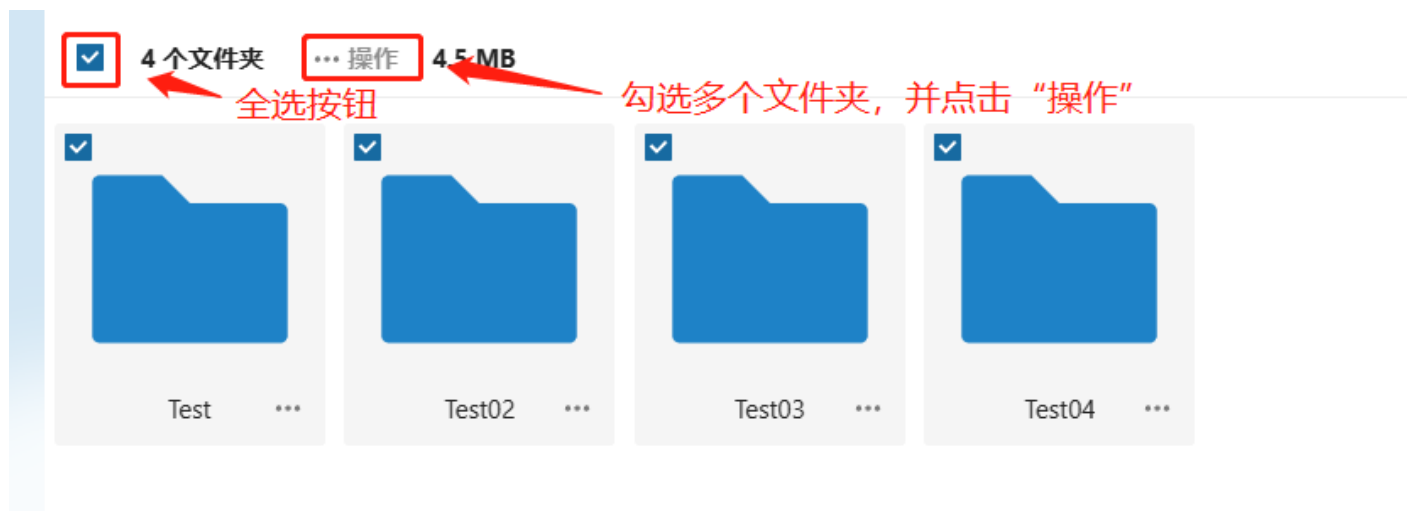 4 个文件夹 ··· 操作 4.5 MB
全选按钮
勾选多个文件夹，并点击“操作”
Test ···
Test02 ···
Test03 ···
Test04 ···